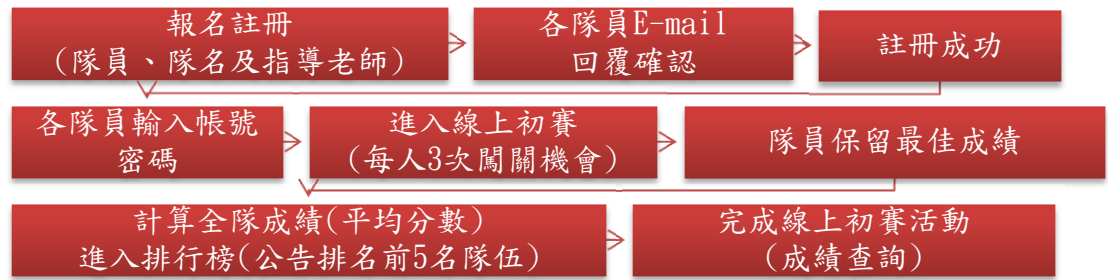 報名註冊
(隊員、隊名及指導老師)
各隊員E-mail
回覆確認
註冊成功
各隊員輸入帳號
密碼
進入線上初賽
(每人3次闖關機會)
隊員保留最佳成績
計算全隊成績(平均分數)
進入排行榜(公告排名前5名隊伍)
完成線上初賽活動
(成績查詢)